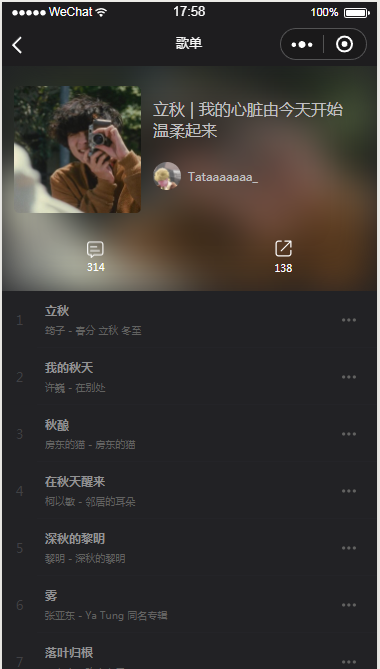 WeChat 17:58 100%
歌单
立秋 | 我的心脏由今天开始
温柔起来
Tataaaaaaa_
314 138
1 立秋
筠子 - 春分 立秋 冬至
2 我的秋天
许巍 - 在别处
3 秋酿
房东的猫 - 房东的猫
4 在秋天醒来
柯以敏 - 邻居的耳朵
5 深秋的黎明
黎明 - 深秋的黎明
6 雾
张亚东 - Ya Tung 同名专辑
7 落叶归根